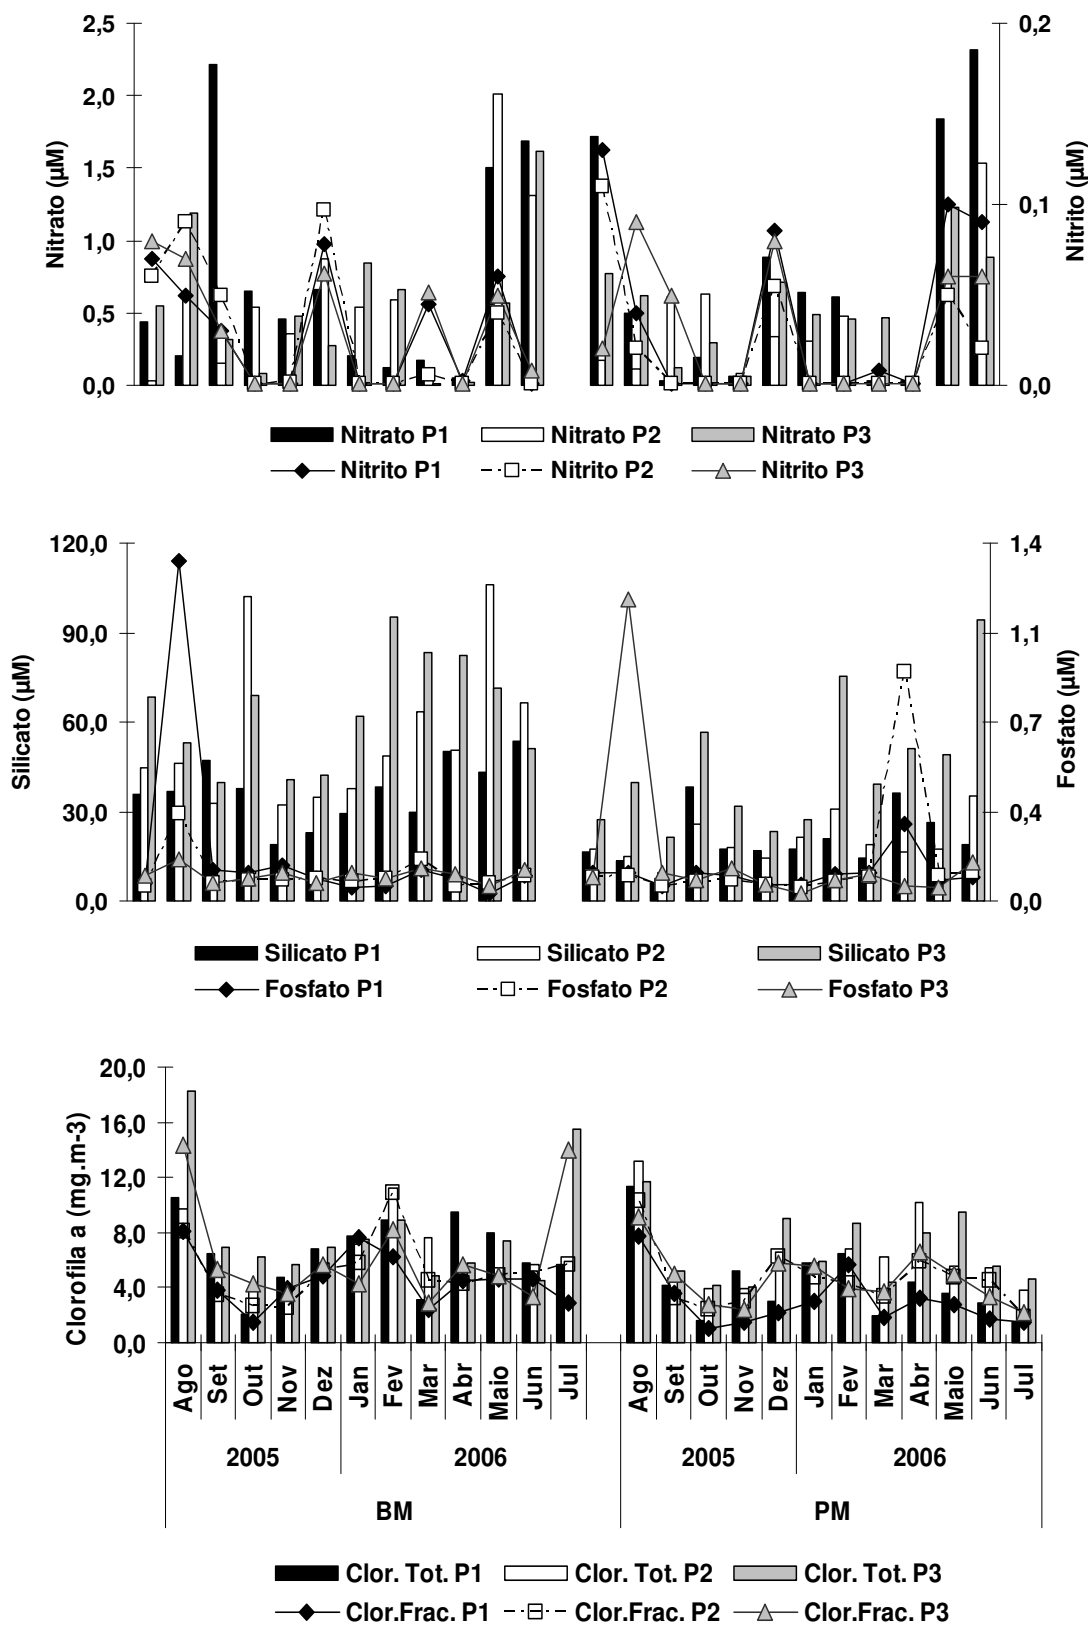 2,5
2,0
1,5
1,0
0,5
0,0
Nitrato (µM)
0,2
0,1
0,0
Nitrito (µM)
Nitrato P1 Nitrato P2 Nitrato P3
Nitrito P1 Nitrito P2 Nitrito P3
120,0
90,0
60,0
30,0
0,0
Silicato (µM)
1,4
1,1
0,7
0,4
0,0
Fosfato (µM)
Silicato P1 Silicato P2 Silicato P3
Fosfato P1 Fosfato P2 Fosfato P3
20,0
16,0
12,0
8,0
4,0
0,0
Clorofila a (mg.m-3)
Ago Set Out Nov Dez Jan Fev Mar Abr Maio Jun Jul Ago Set Out Nov Dez Jan Fev Mar Abr Maio Jun Jul
2005 2006 2005 2006
BM PM
Clor. Tot. P1 Clor. Tot. P2 Clor. Tot. P3
Clor.Frac. P1 Clor.Frac. P2 Clor.Frac. P3